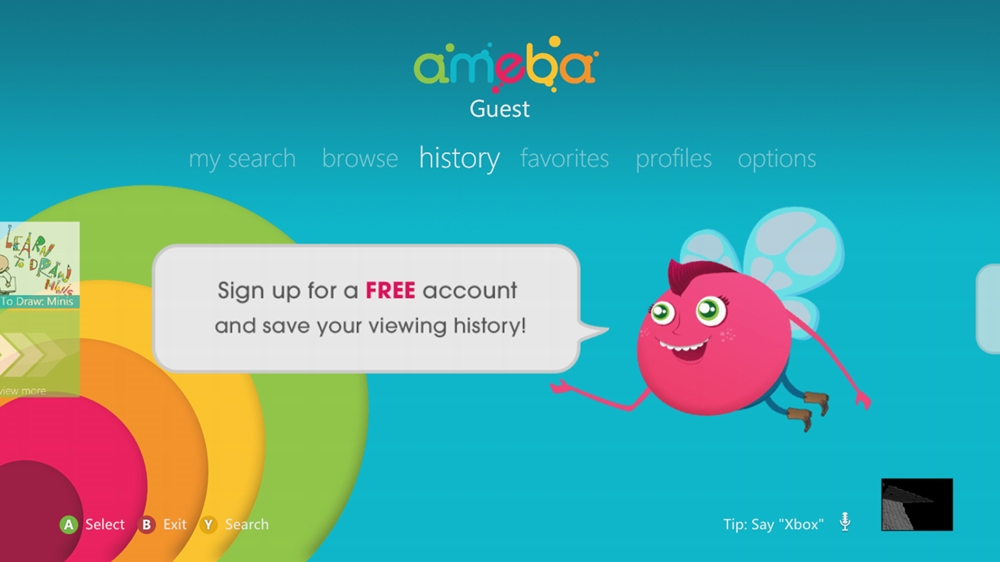 ameba
Guest
my search browse history favorites profiles options
LEARN
TO DRAW
Minis
To Draw: Minis
view more
Sign up for a FREE account
and save your viewing history!
A Select B Exit Y Search
Tip: Say "Xbox"